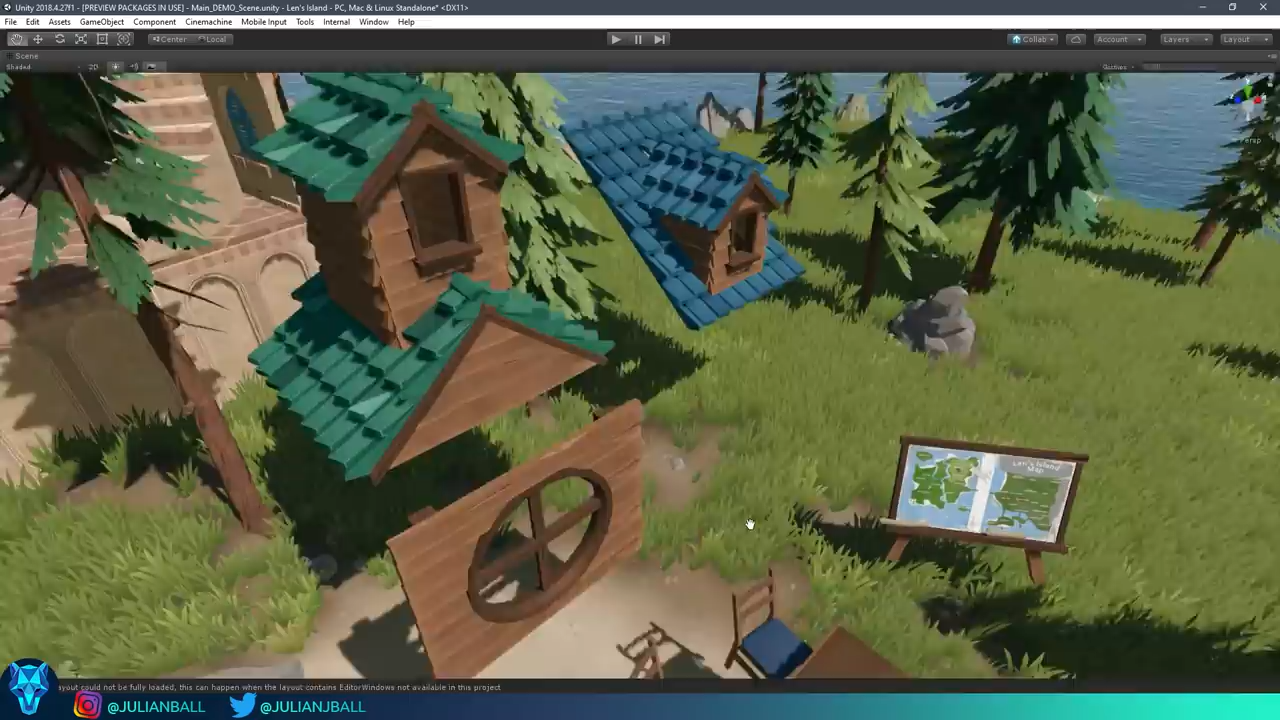 Unity 2018.4.27f1 - [PREVIEW PACKAGES IN USE] - Main_DEMO_Scene.unity - Len's Island - PC, Mac & Linux Standalone* <DX11>
File Edit Assets GameObject Component Cinemachine Mobile Input Tools Internal Window Help
Center Local Collab Account Layers Layout
Scene
Shaded 2D Gizmos
Persp
Len's Island
Map
ayout could not be fully loaded, this can happen when the layout contains EditorWindows not available in this project
@JULIANBALL @JULIANJBALL